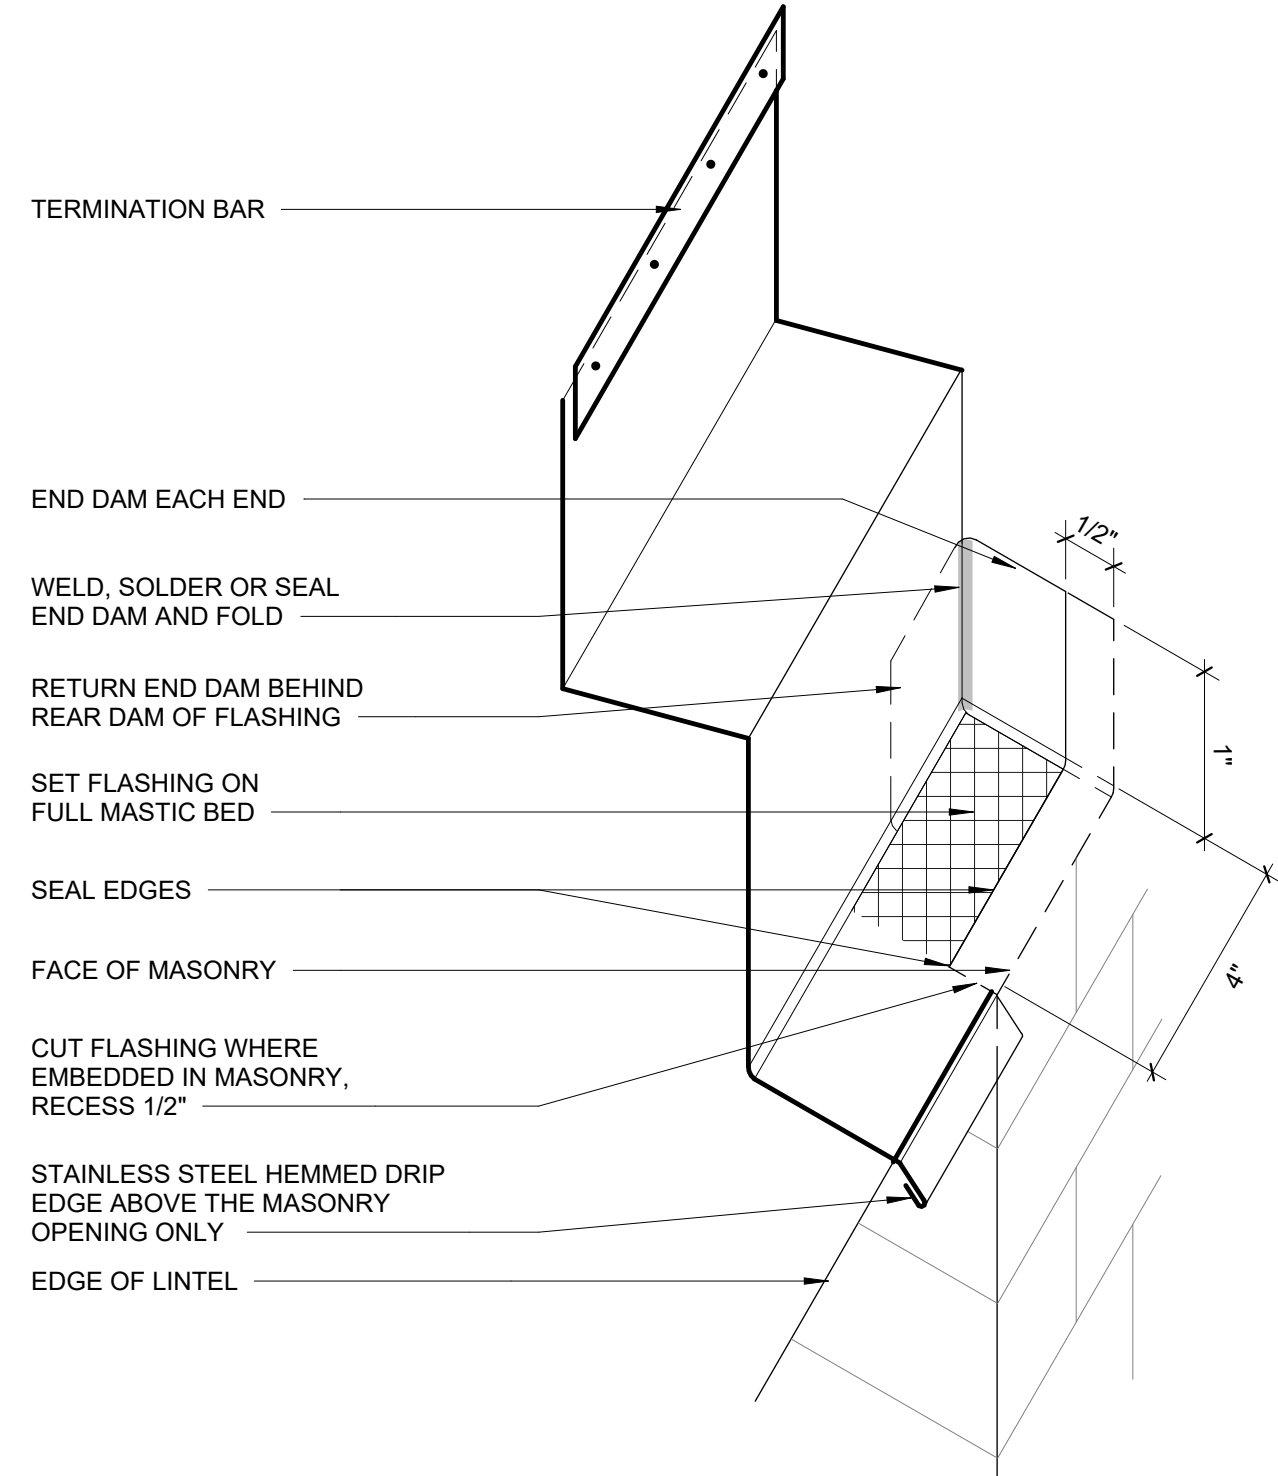 TERMINATION BAR
END DAM EACH END
1/2"
WELD, SOLDER OR SEAL
END DAM AND FOLD
RETURN END DAM BEHIND
REAR DAM OF FLASHING
1"
SET FLASHING ON
FULL MASTIC BED
SEAL EDGES
FACE OF MASONRY
4"
CUT FLASHING WHERE
EMBEDDED IN MASONRY,
RECESS 1/2"
STAINLESS STEEL HEMMED DRIP
EDGE ABOVE THE MASONRY
OPENING ONLY
EDGE OF LINTEL